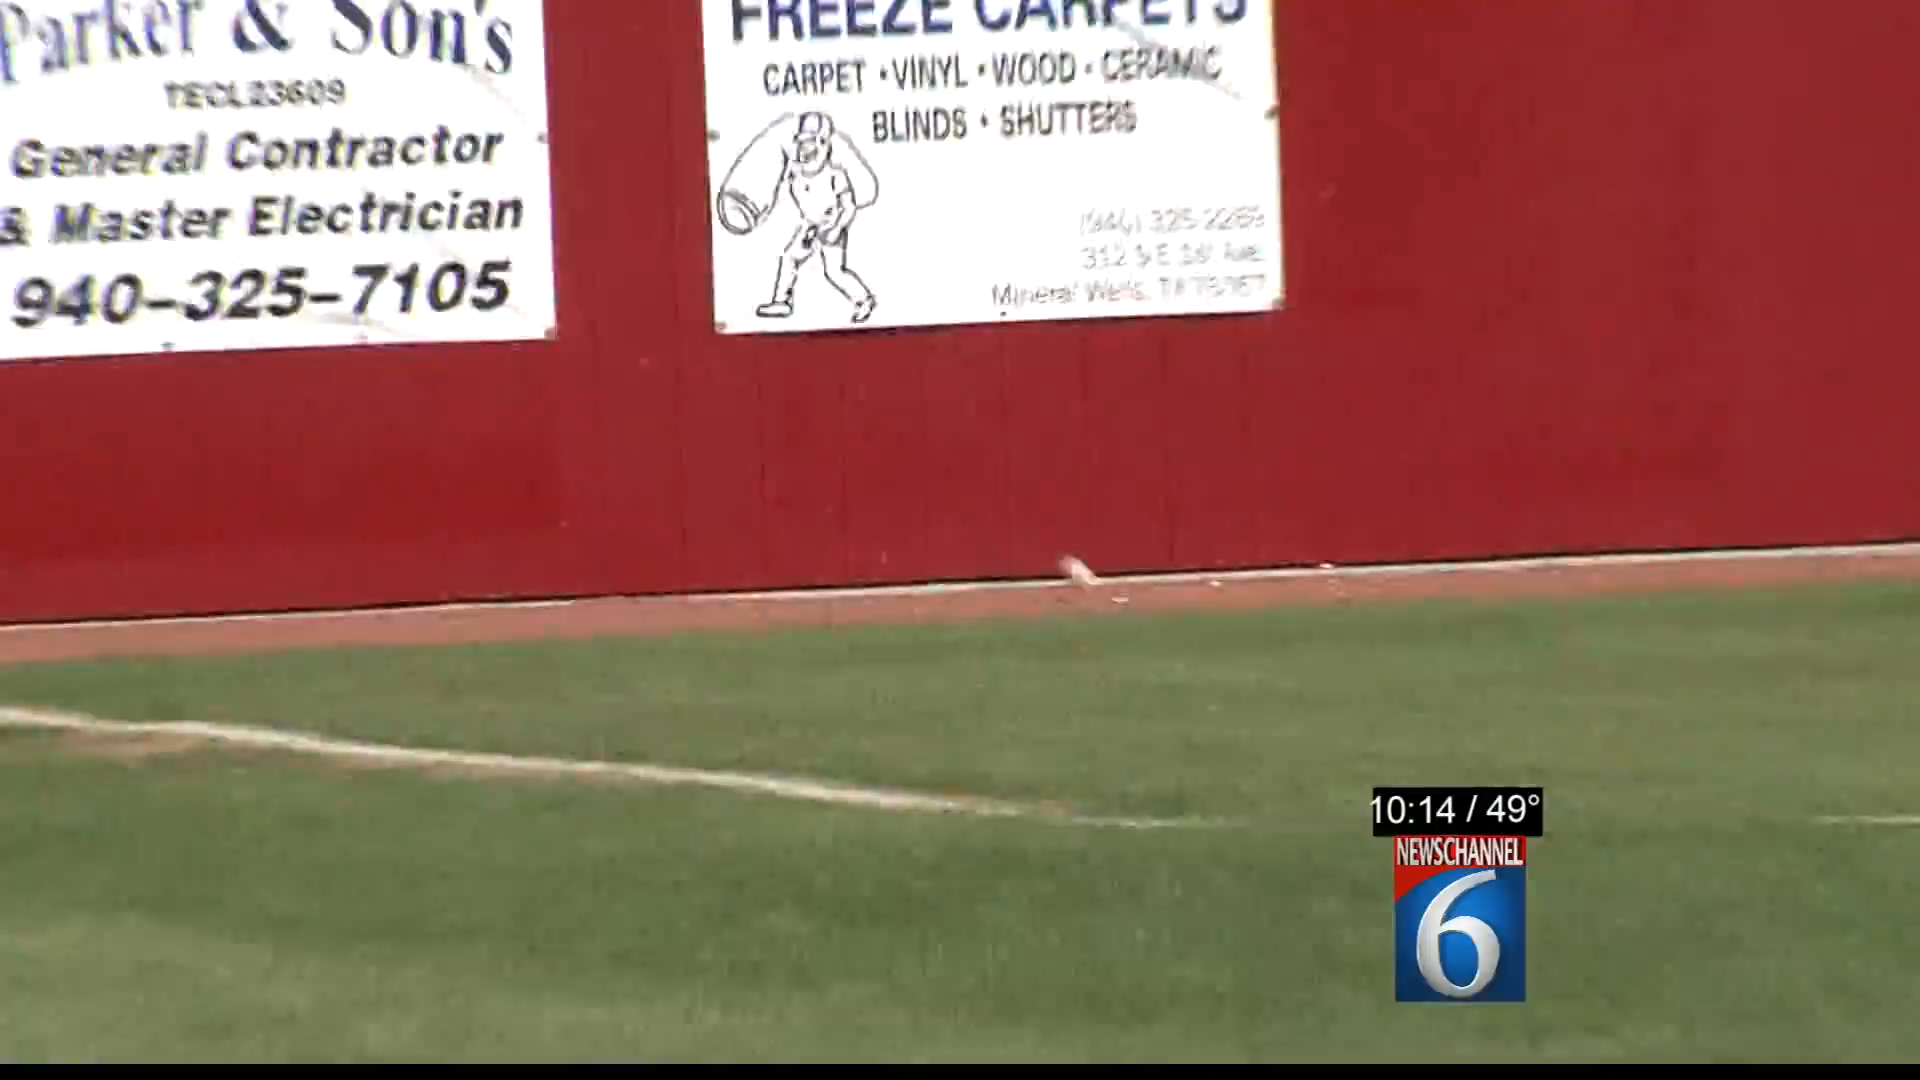 Parker & Son's
TECL23609
General Contractor
& Master Electrician
940-325-7105
FREEZE CARPETS
CARPET • VINYL • WOOD • CERAMIC
BLINDS • SHUTTERS
Mineral Wells, TX
10:14 / 49°
NEWSCHANNEL
6